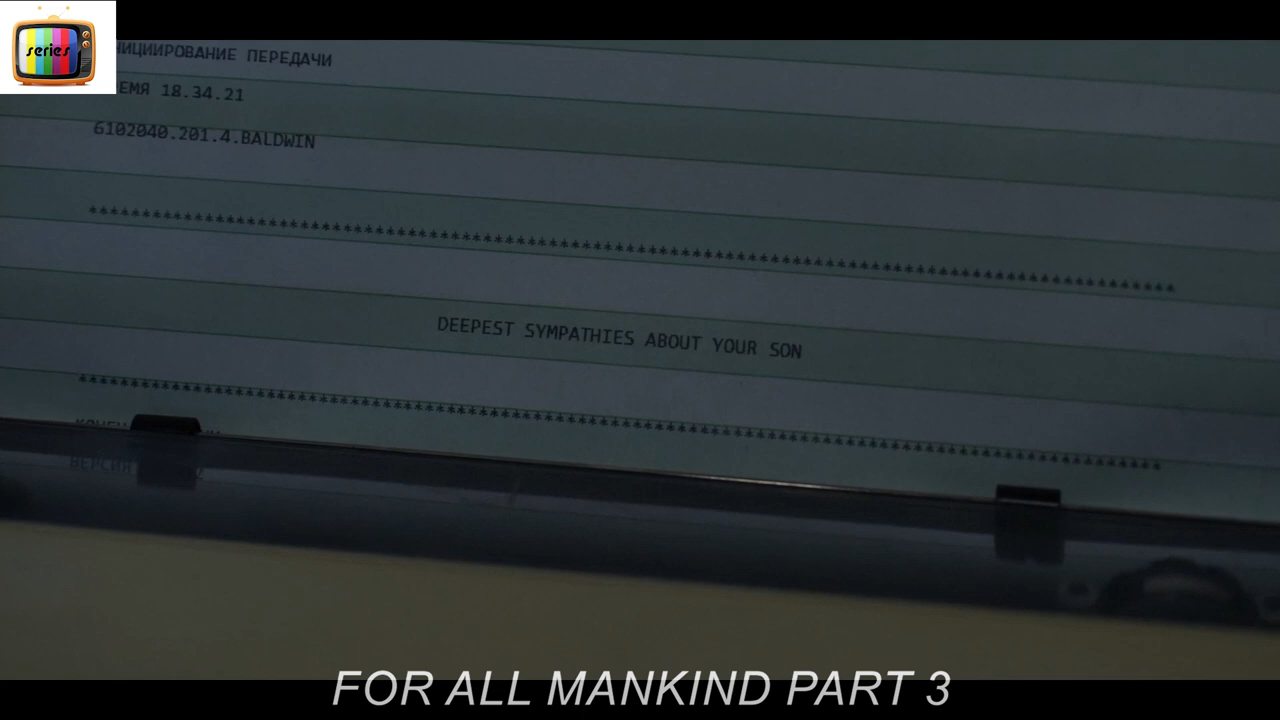 series
НИЦИИРОВАНИЕ ПЕРЕДАЧИ
ЕМЯ 18.34.21
6102040.201.4.BALDWIN
********************************************************************************
DEEPEST SYMPATHIES ABOUT YOUR SON
********************************************************************************
ВЕРСИЯ
FOR ALL MANKIND PART 3